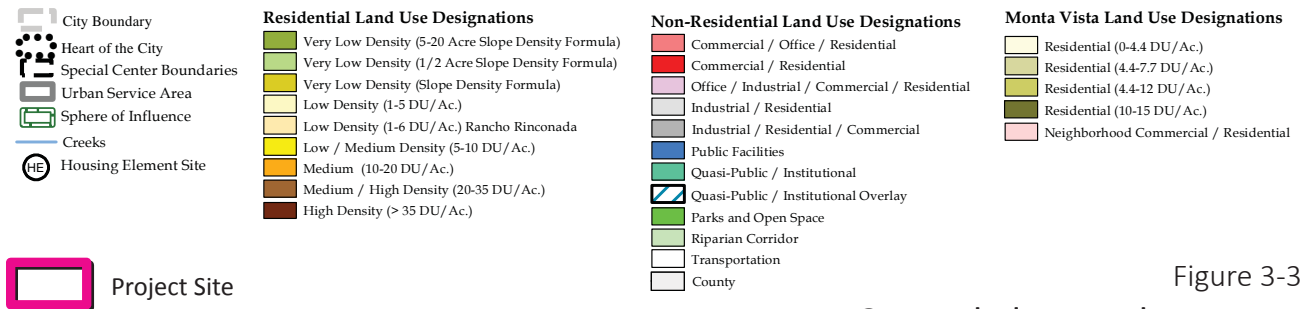 City Boundary
Heart of the City
Special Center Boundaries
Urban Service Area
Sphere of Influence
Creeks
HE Housing Element Site
Project Site
Residential Land Use Designations
Very Low Density (5-20 Acre Slope Density Formula)
Very Low Density (1/2 Acre Slope Density Formula)
Very Low Density (Slope Density Formula)
Low Density (1-5 DU/Ac.)
Low Density (1-6 DU/Ac.) Rancho Rinconada
Low / Medium Density (5-10 DU/Ac.)
Medium (10-20 DU/Ac.)
Medium / High Density (20-35 DU/Ac.)
High Density (> 35 DU/Ac.)
Non-Residential Land Use Designations
Commercial / Office / Residential
Commercial / Residential
Office / Industrial / Commercial / Residential
Industrial / Residential
Industrial / Residential / Commercial
Public Facilities
Quasi-Public / Institutional
Quasi-Public / Institutional Overlay
Parks and Open Space
Riparian Corridor
Transportation
County
Monta Vista Land Use Designations
Residential (0-4.4 DU/Ac.)
Residential (4.4-7.7 DU/Ac.)
Residential (4.4-12 DU/Ac.)
Residential (10-15 DU/Ac.)
Neighborhood Commercial / Residential
Figure 3-3